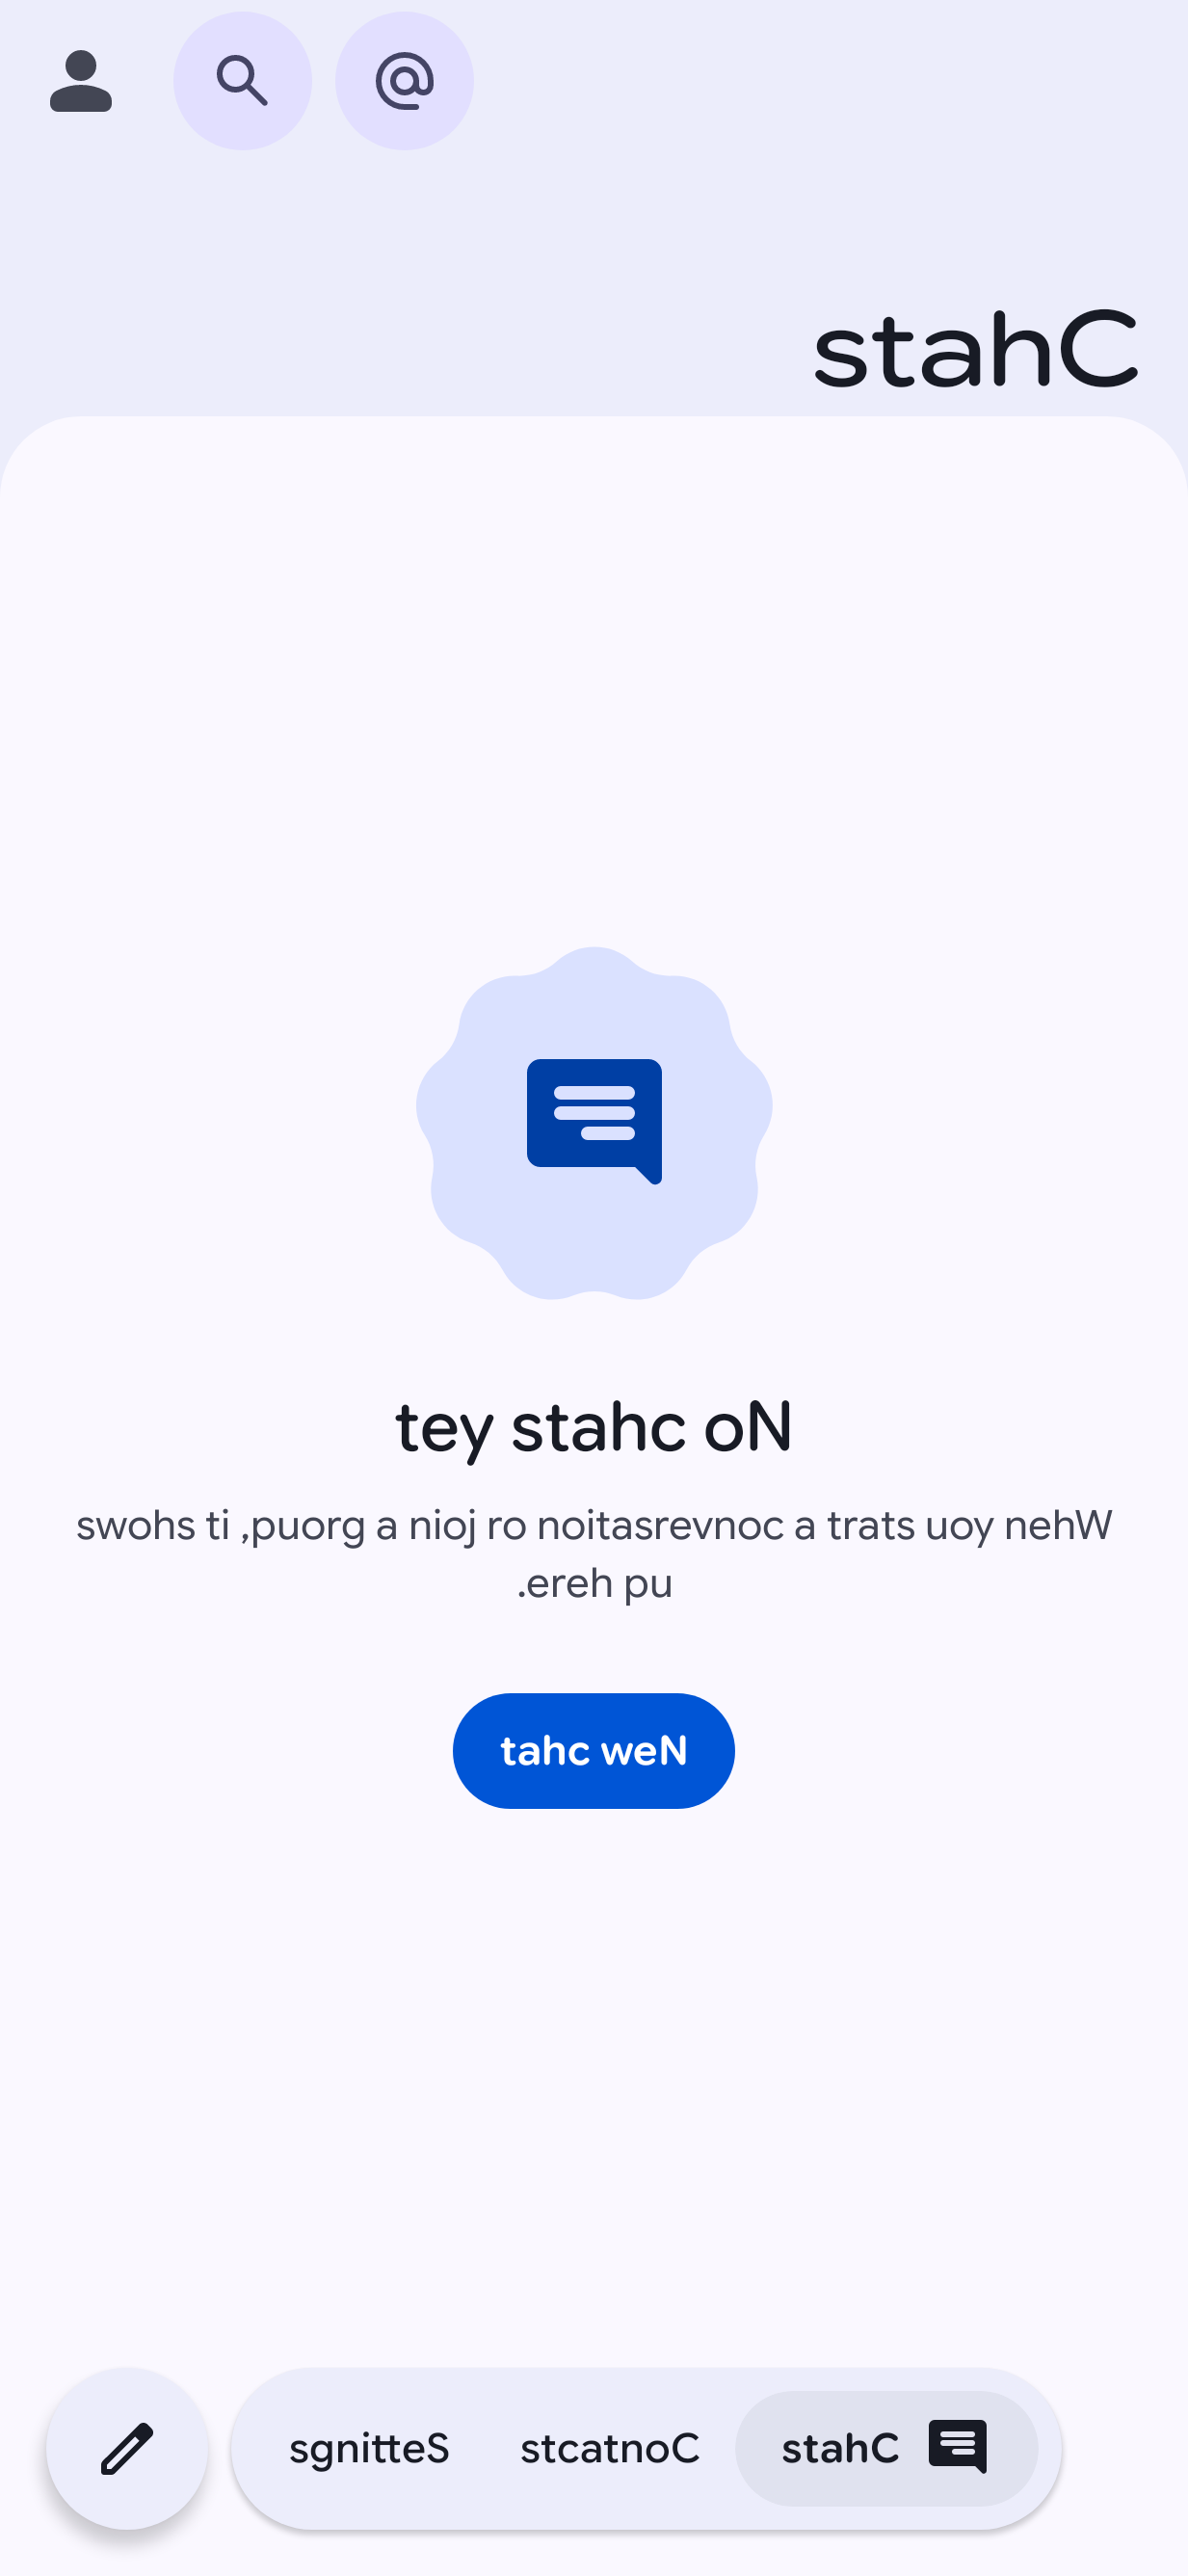 stahC
tey stahc oN
swohs ti ,puorg a nioj ro noitasrevnoc a trats uoy nehW
.ereh pu
tahc weN
sgnitteS stcatnoC stahC